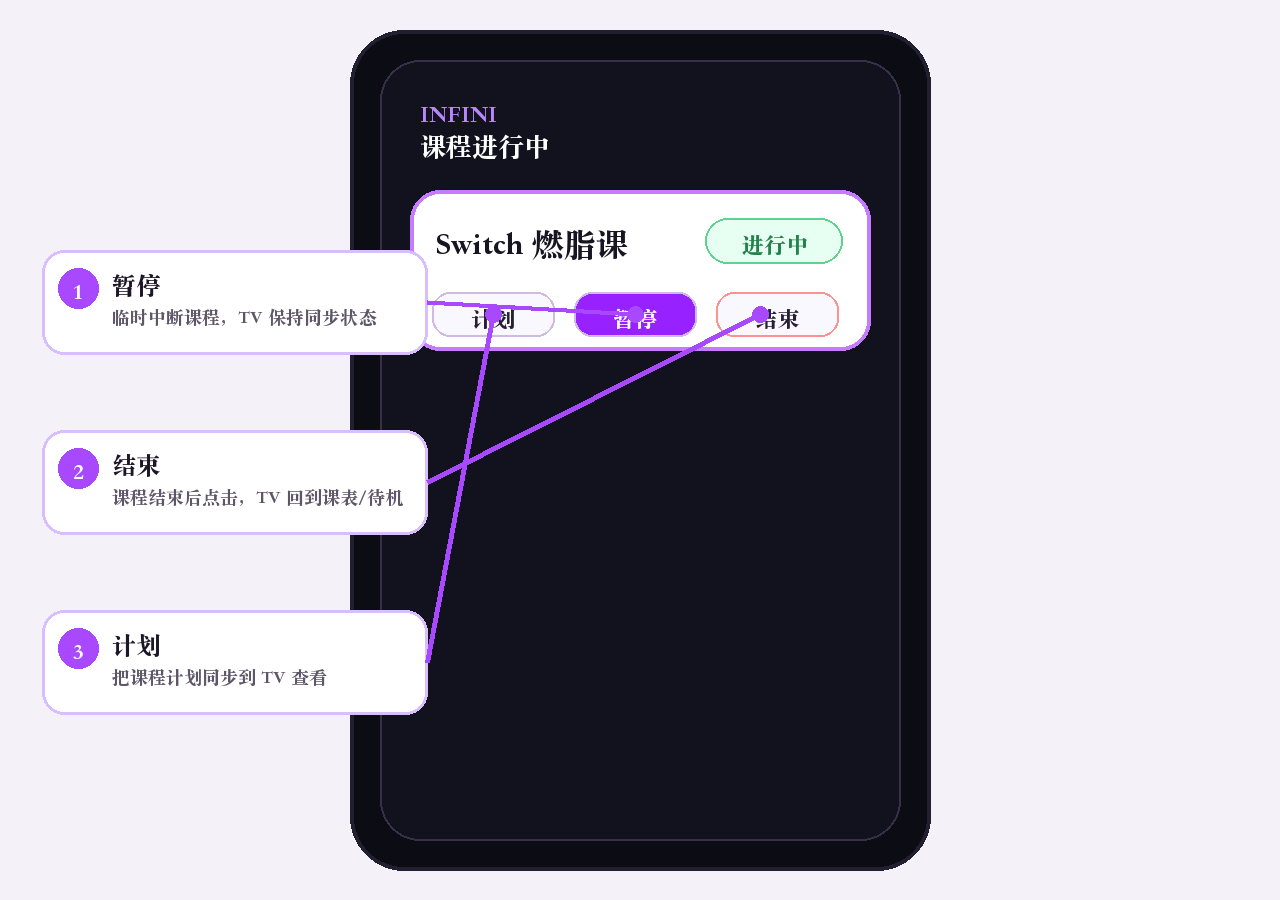 INFINI
课程进行中
Switch 燃脂课
进行中
计划
暂停
结束
1
暂停
临时中断课程，TV 保持同步状态
2
结束
课程结束后点击，TV 回到课表/待机
3
计划
把课程计划同步到 TV 查看